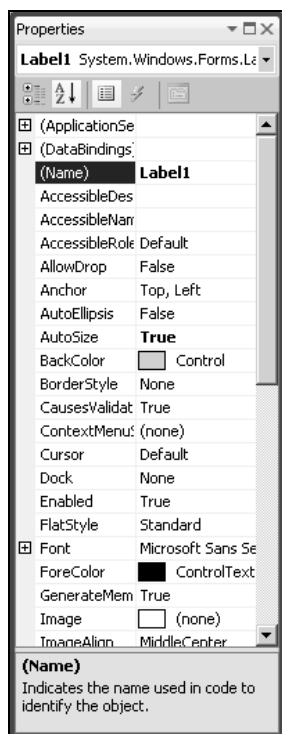 Properties
Label1 System.Windows.Forms.La
(ApplicationSe
(DataBindings)
(Name) Label1
AccessibleDes
AccessibleNam
AccessibleRole Default
AllowDrop False
Anchor Top, Left
AutoEllipsis False
AutoSize True
BackColor Control
BorderStyle None
CausesValidat True
ContextMenuS (none)
Cursor Default
Dock None
Enabled True
FlatStyle Standard
Font Microsoft Sans Se
ForeColor ControlText
GenerateMem True
Image (none)
ImageAlign MiddleCenter
(Name)
Indicates the name used in code to
identify the object.